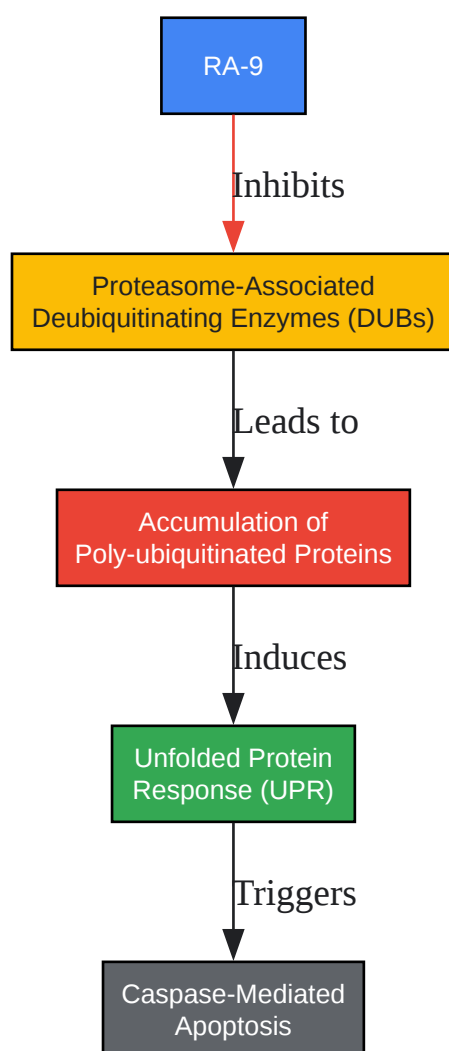 RA-9
Inhibits
Proteasome-Associated
Deubiquitinating Enzymes (DUBs)
Leads to
Accumulation of
Poly-ubiquitinated Proteins
Induces
Unfolded Protein
Response (UPR)
Triggers
Caspase-Mediated
Apoptosis